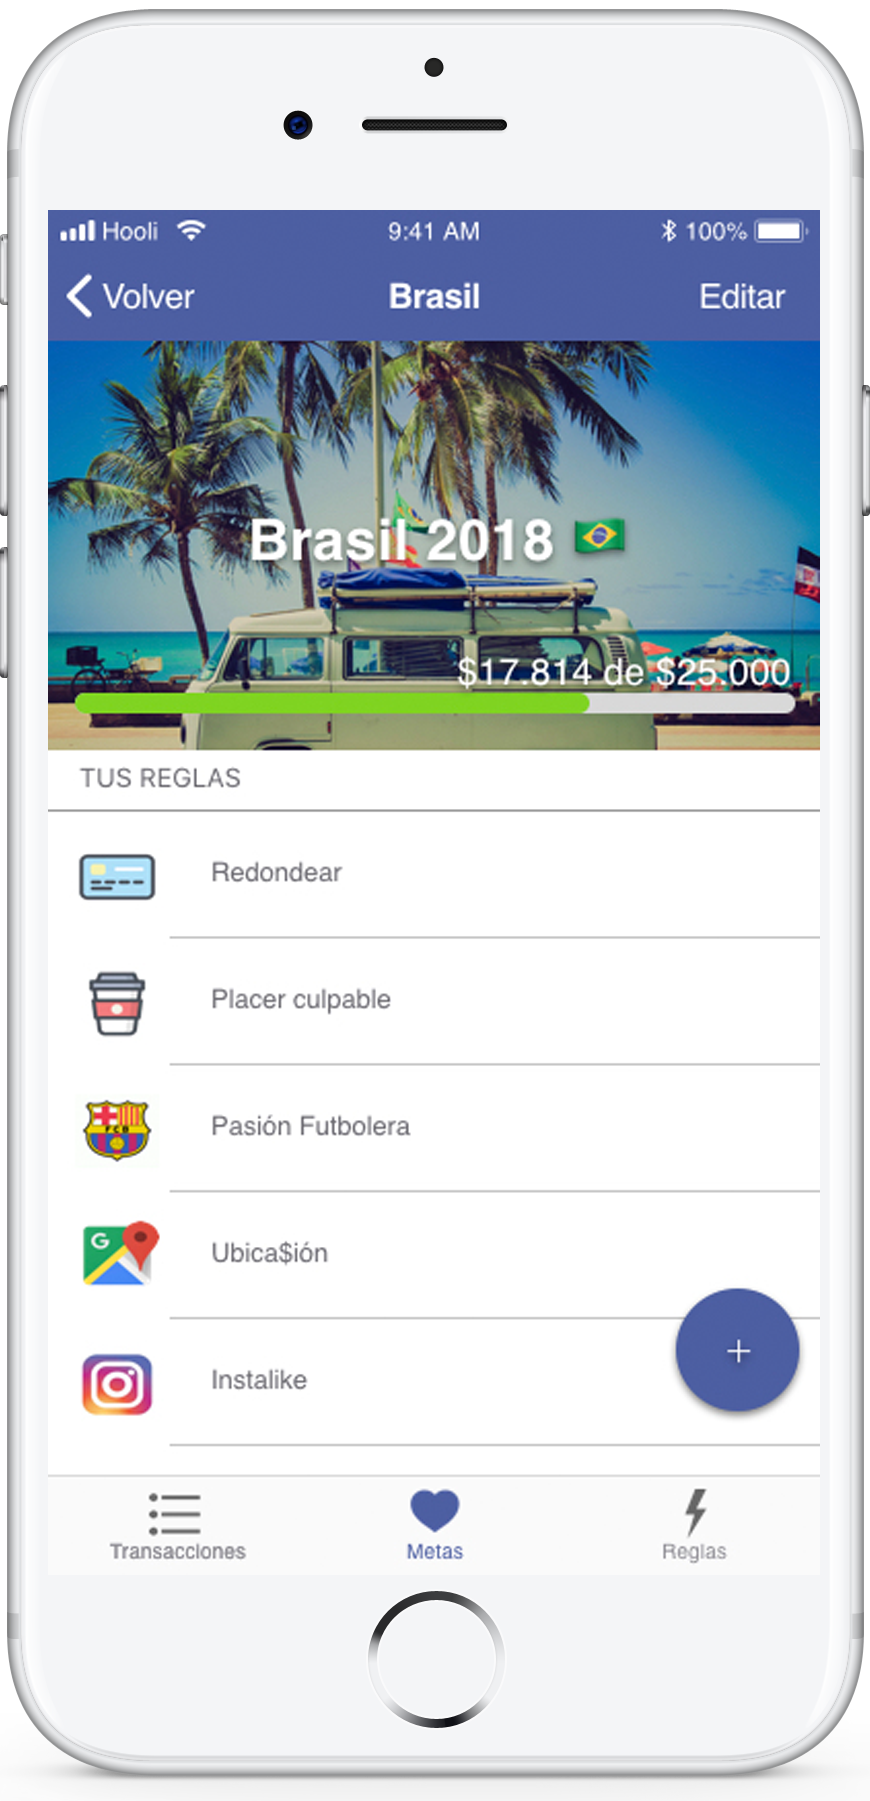 Hooli 9:41 AM 100%
Volver Brasil Editar
Brasil 2018
$17.814 de $25.000
TUS REGLAS
Redondear
Placer culpable
FCB
Pasión Futbolera
G
Ubica$ión
Instalike
+
Transacciones Metas Reglas